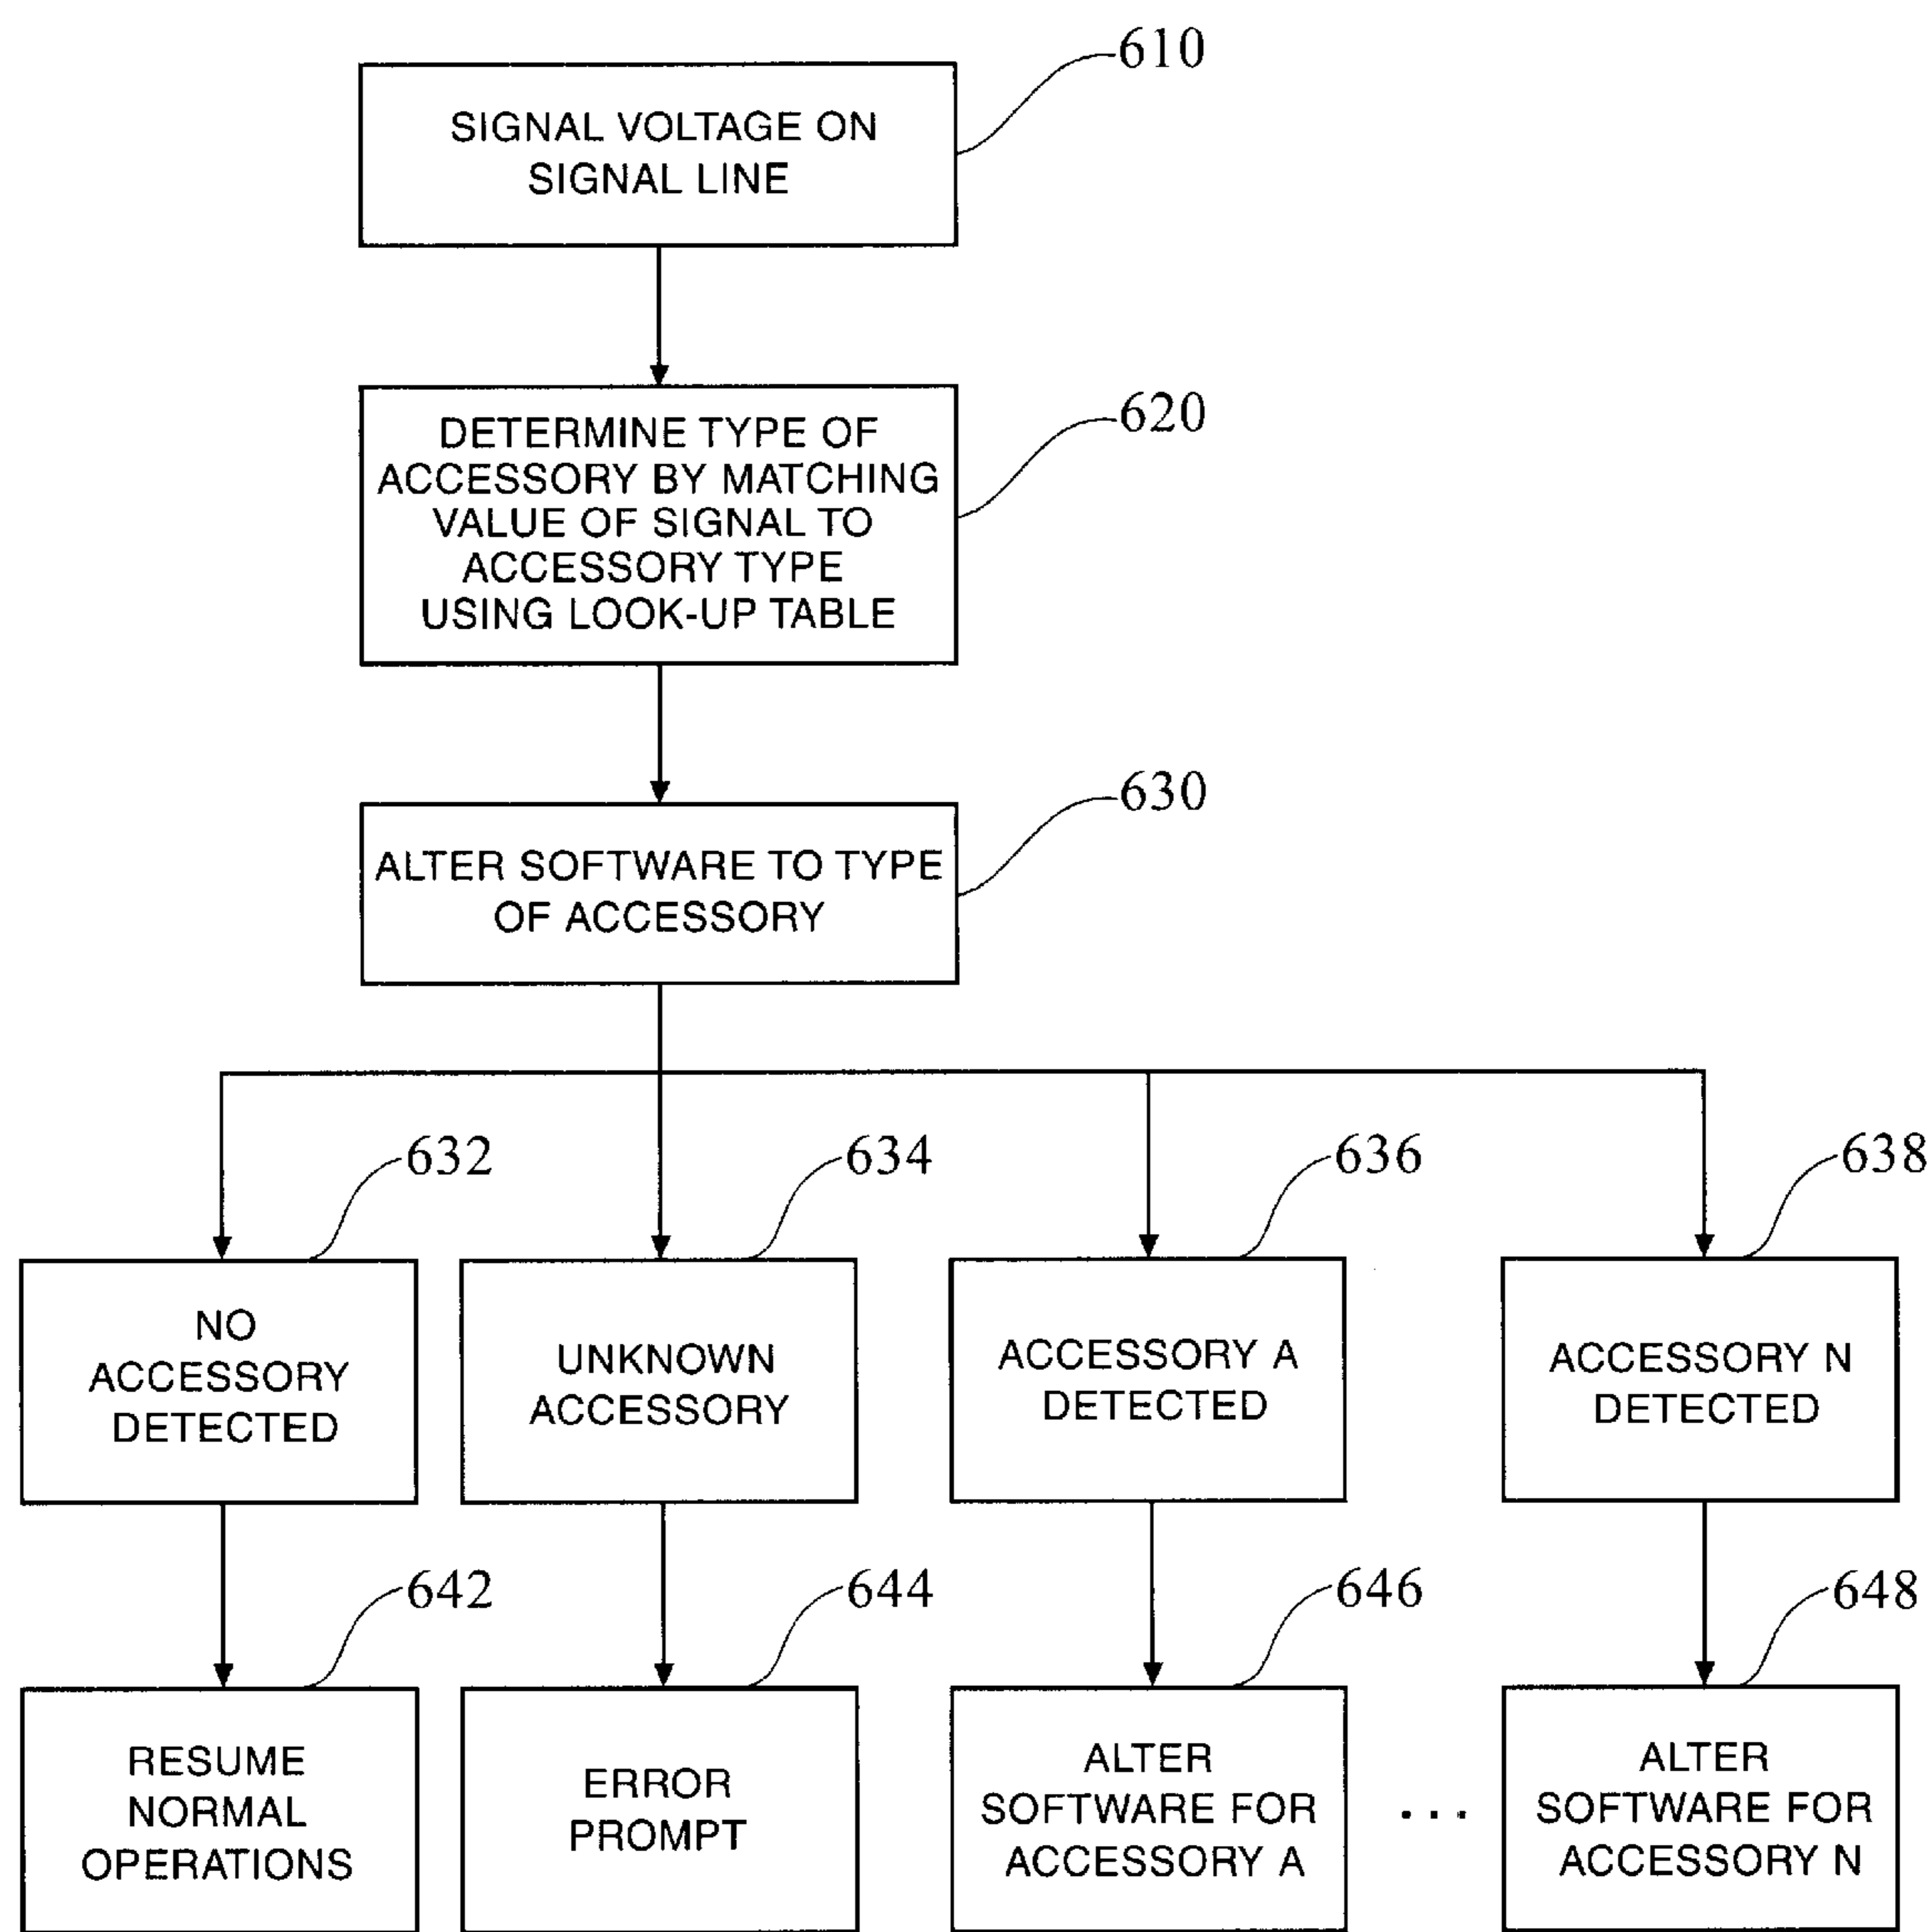 610
SIGNAL VOLTAGE ON
SIGNAL LINE
620
DETERMINE TYPE OF
ACCESSORY BY MATCHING
VALUE OF SIGNAL TO
ACCESSORY TYPE
USING LOOK-UP TABLE
630
ALTER SOFTWARE TO TYPE
OF ACCESSORY
632
NO
ACCESSORY
DETECTED
634
UNKNOWN
ACCESSORY
636
ACCESSORY A
DETECTED
638
ACCESSORY N
DETECTED
642
RESUME
NORMAL
OPERATIONS
644
ERROR
PROMPT
646
ALTER
SOFTWARE FOR
ACCESSORY A
...
648
ALTER
SOFTWARE FOR
ACCESSORY N